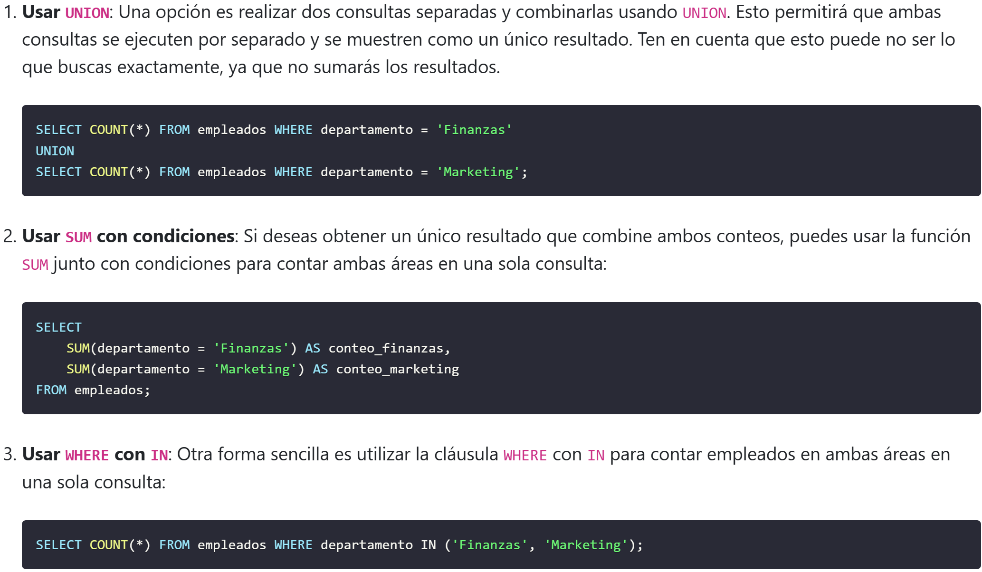 1. Usar UNION: Una opción es realizar dos consultas separadas y combinarlas usando UNION. Esto permitirá que ambas
consultas se ejecuten por separado y se muestren como un único resultado. Ten en cuenta que esto puede no ser lo
que buscas exactamente, ya que no sumarás los resultados.
SELECT COUNT(*) FROM empleados WHERE departamento = 'Finanzas'
UNION
SELECT COUNT(*) FROM empleados WHERE departamento = 'Marketing';
2. Usar SUM con condiciones: Si deseas obtener un único resultado que combine ambos conteos, puedes usar la función
SUM junto con condiciones para contar ambas áreas en una sola consulta:
SELECT
    SUM(departamento = 'Finanzas') AS conteo_finanzas,
    SUM(departamento = 'Marketing') AS conteo_marketing
FROM empleados;
3. Usar WHERE con IN: Otra forma sencilla es utilizar la cláusula WHERE con IN para contar empleados en ambas áreas en
una sola consulta:
SELECT COUNT(*) FROM empleados WHERE departamento IN ('Finanzas', 'Marketing');